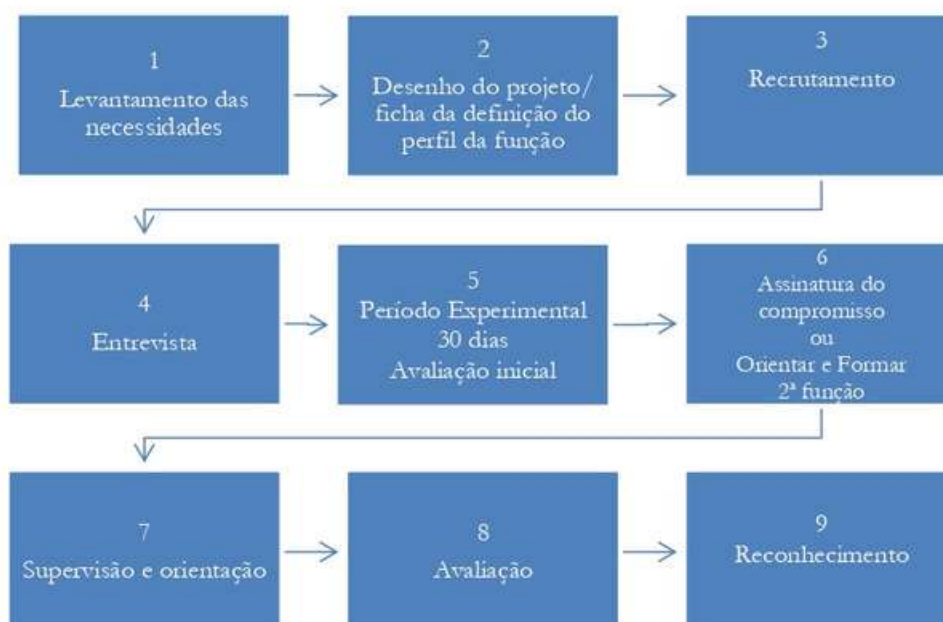 1
Levantamento das
necessidades
2
Desenho do projeto/
ficha da definição do
perfil da função
3
Recrutamento
4
Entrevista
5
Período Experimental
30 dias
Avaliação inicial
6
Assinatura do
compromisso
ou
Orientar e Formar
2ª função
7
Supervisão e orientação
8
Avaliação
9
Reconhecimento